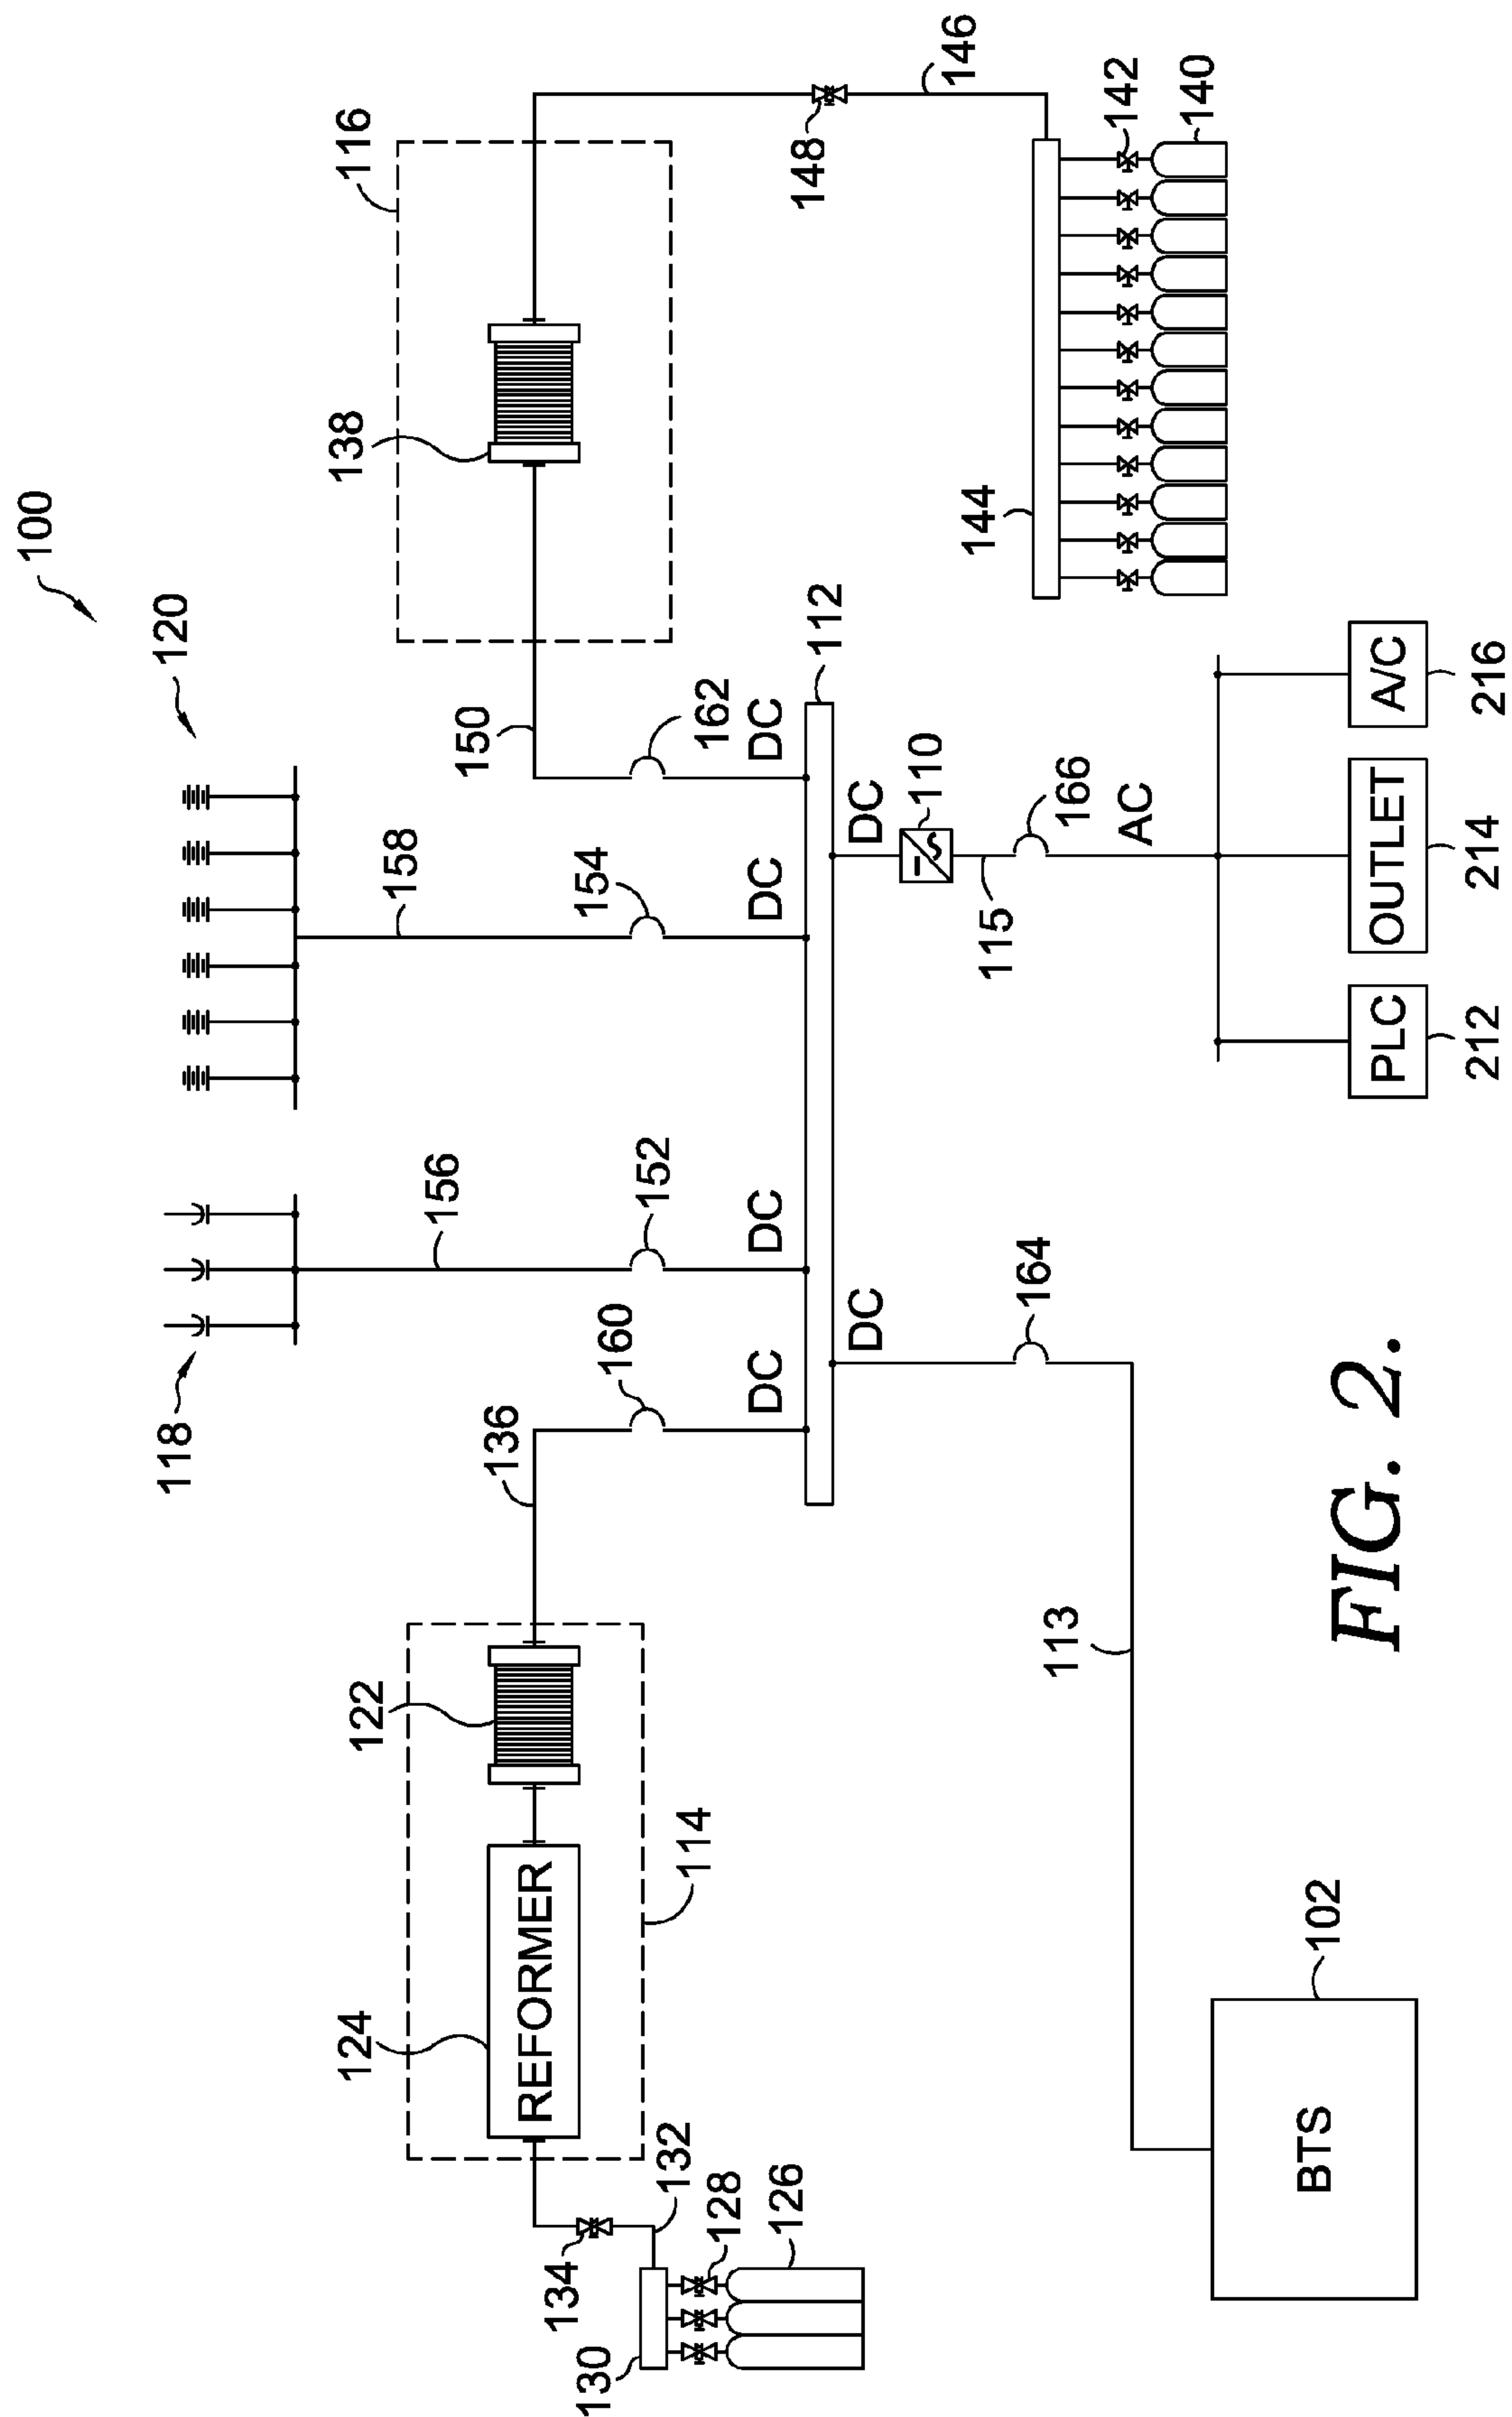 100
120
118
116
138
150
158
156
136
160
152
154
162
DC
DC
DC
DC
112
148
146
142
140
144
122
124
REFORMER
114
134
132
128
126
130
DC
DC
110
164
166
115
AC
113
102
BTS
PLC
OUTLET
A/C
212
214
216
FIG. 2.